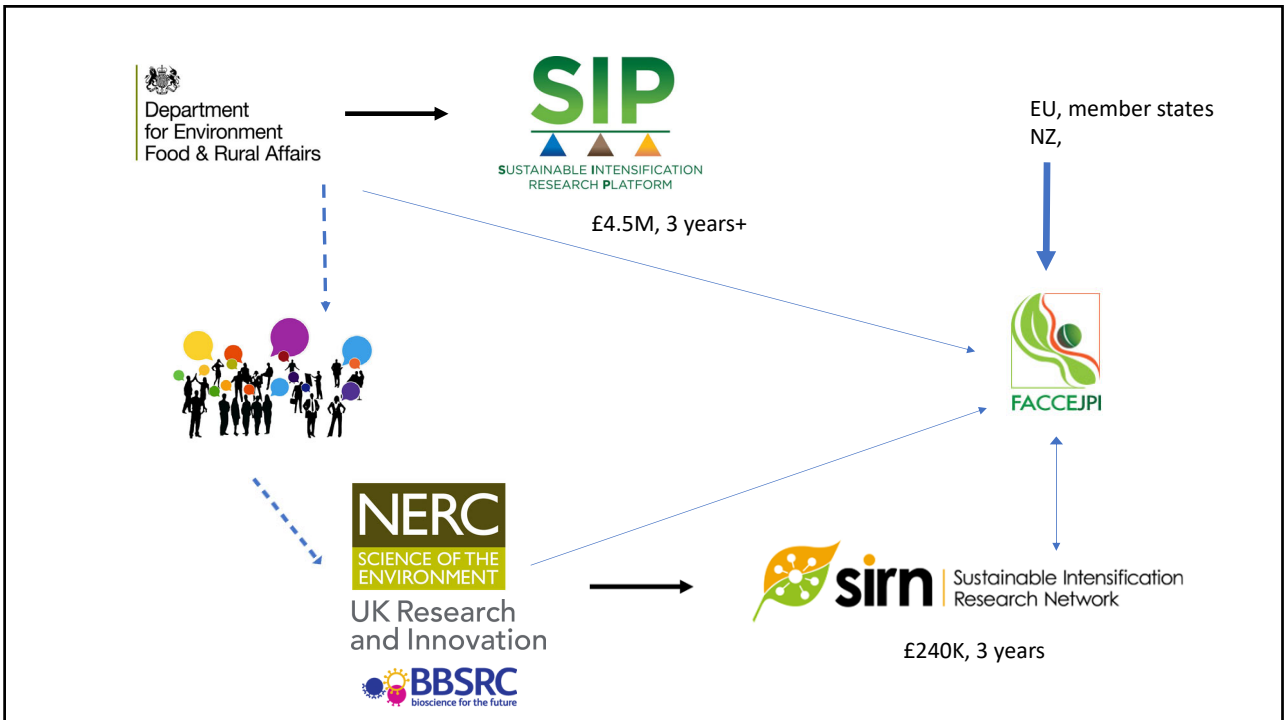 Department
for Environment
Food & Rural Affairs
SIP
SUSTAINABLE INTENSIFICATION
RESEARCH PLATFORM
£4.5M, 3 years+
EU, member states
NZ,
FACCEJPI
NERC
SCIENCE OF THE
ENVIRONMENT
UK Research
and Innovation
BBSRC
bioscience for the future
sirn
Sustainable Intensification
Research Network
£240K, 3 years